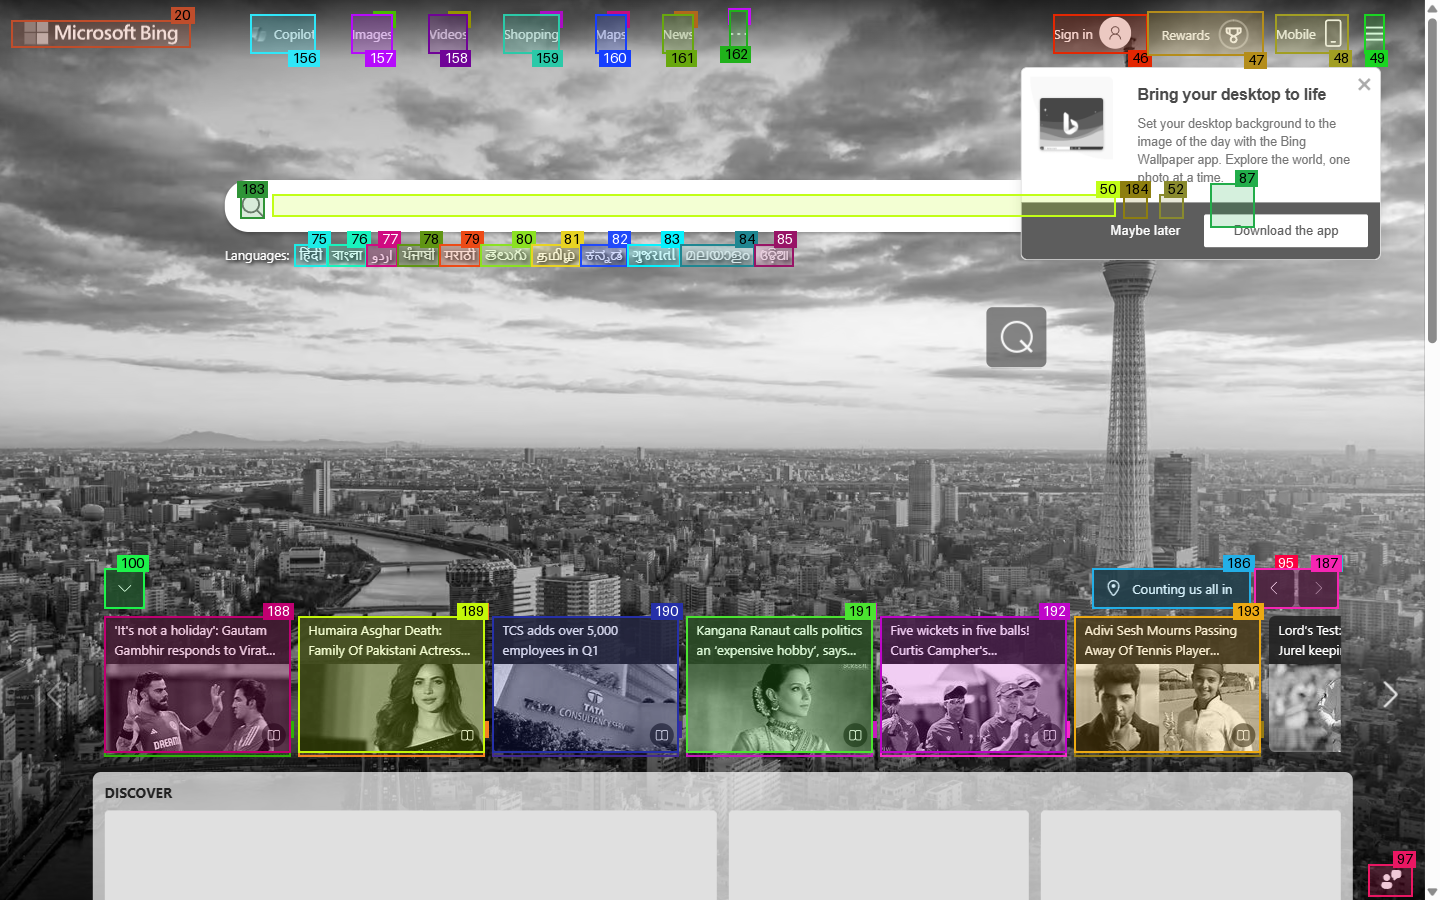 Microsoft Bing
20
Copilot
156
Images
157
Videos
158
Shopping
159
Maps
160
News
161
162
Sign in
46
Rewards
47
Mobile
48
49
Bring your desktop to life
Set your desktop background to the
image of the day with the Bing
Wallpaper app. Explore the world, one
photo at a time.
183
50
184
52
87
Maybe later
Download the app
75
76
77
78
79
80
81
82
83
84
85
Languages:
हिंदी
বাংলা
اردو
ਪੰਜਾਬੀ
मराठी
తెలుగు
தமிழ்
ಕನ್ನಡ
ગુજરાતી
മലയാളം
ଓଡ଼ିଆ
100
186
95
187
Counting us all in
188
'It's not a holiday': Gautam
Gambhir responds to Virat...
189
Humaira Asghar Death:
Family Of Pakistani Actress...
190
TCS adds over 5,000
employees in Q1
TATA
191
Kangana Ranaut calls politics
an 'expensive hobby', says...
192
Five wickets in five balls!
Curtis Campher's...
193
Adivi Sesh Mourns Passing
Away Of Tennis Player...
Lord's Test:
Jurel keepi
DISCOVER
97